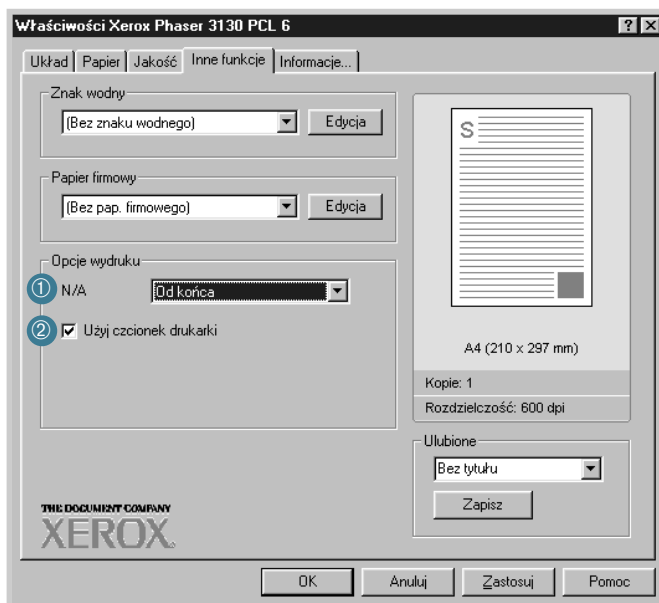 Właściwości Xerox Phaser 3130 PCL 6
Układ Papier Jakość Inne funkcje Informacje...
Znak wodny
(Bez znaku wodnego) Edycja
Papier firmowy
(Bez pap. firmowego) Edycja
Opcje wydruku
1 N/A Od końca
2 Użyj czcionek drukarki
S
A4 (210 x 297 mm)
Kopie: 1
Rozdzielczość: 600 dpi
Ulubione
Bez tytułu
Zapisz
THE DOCUMENT COMPANY
XEROX
OK Anuluj Zastosuj Pomoc